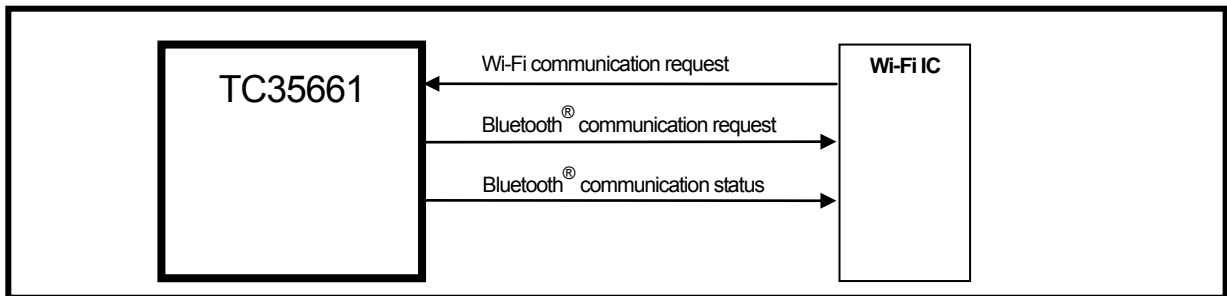 TC35661
Wi-Fi communication request
Wi-Fi IC
Bluetooth® communication request
Bluetooth® communication status